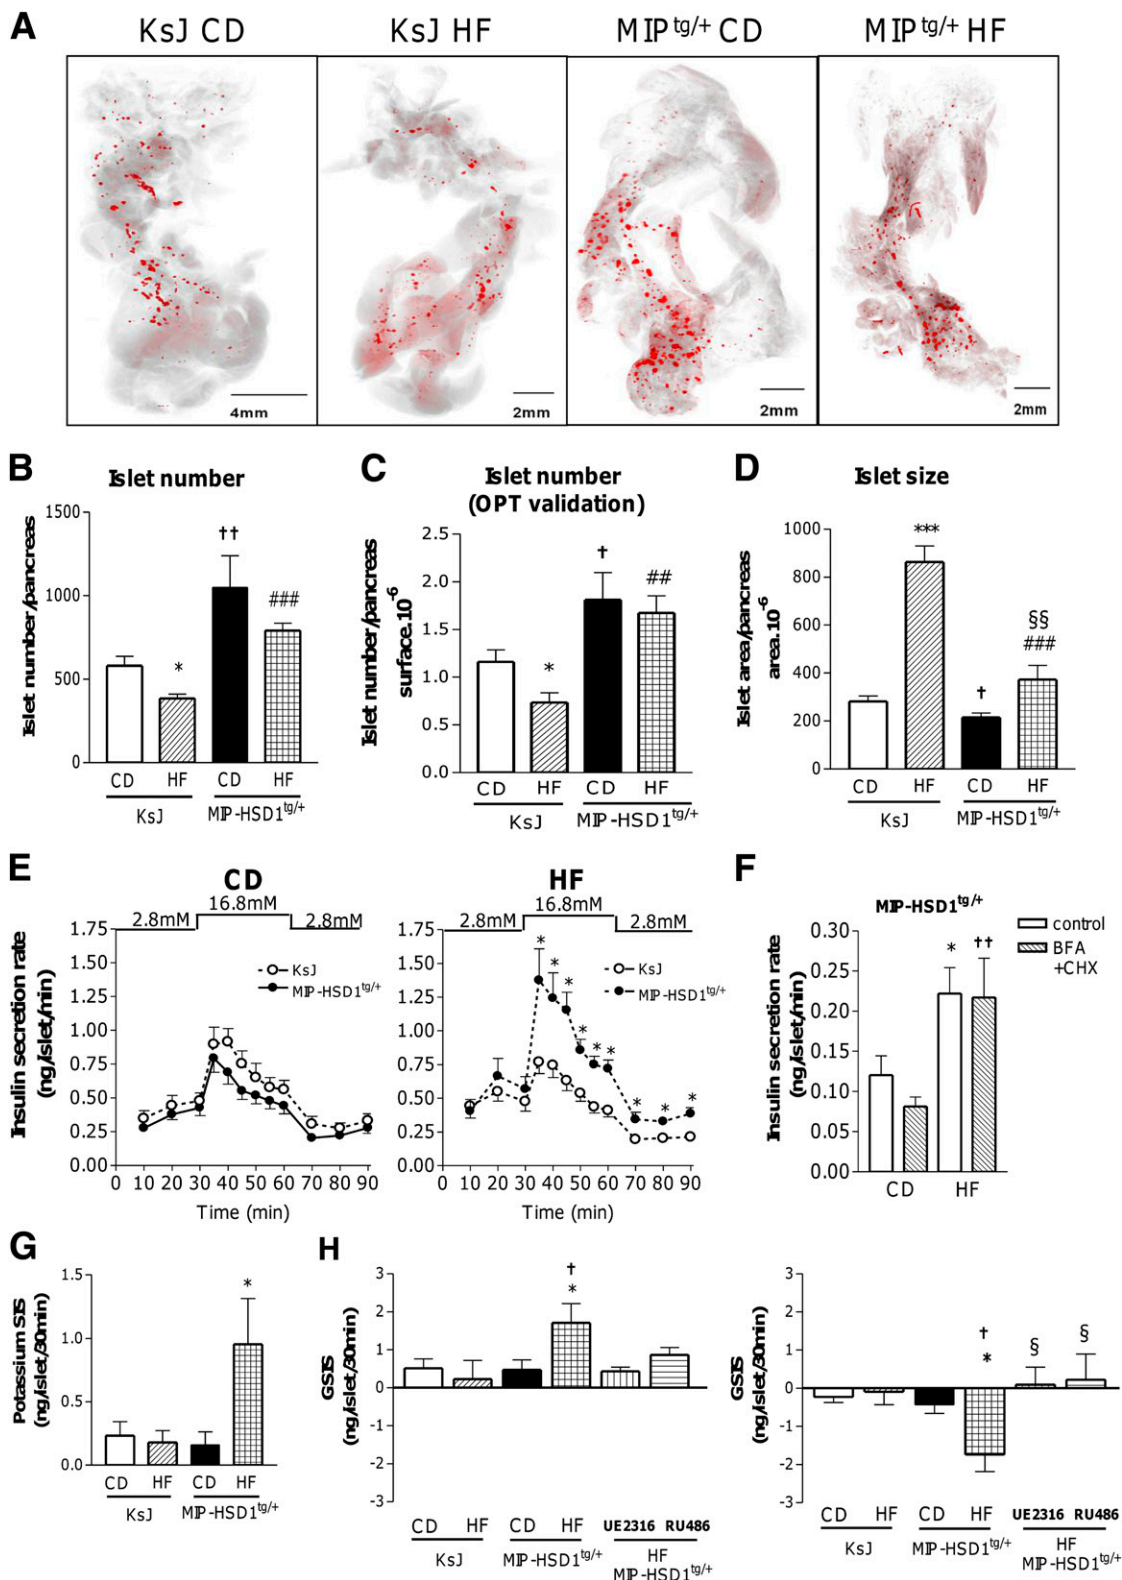 A
KsJ CD
KsJ HF
MIP tg/+ CD
MIP tg/+ HF
4mm
2mm
2mm
2mm
B
Islet number
Islet number/pancreas
1500
1000
500
0
††
###
*
CD HF CD HF
KsJ MIP-HSD1tg/+
C
Islet number
(OPT validation)
Islet number/pancreas
surface.10-6
2.5
2.0
1.5
1.0
0.5
0.0
†
##
*
CD HF CD HF
KsJ MIP-HSD1tg/+
D
Islet size
Islet area/pancreas
area.10-6
1000
800
600
400
200
0
***
§§
###
†
CD HF CD HF
KsJ MIP-HSD1tg/+
E
CD
16.8mM
2.8mM 2.8mM
Insulin secretion rate
(ng/islet/min)
1.75
1.50
1.25
1.00
0.75
0.50
0.25
0.00
KsJ
MIP-HSD1tg/+
0 10 20 30 40 50 60 70 80 90
Time (min)
HF
16.8mM
2.8mM 2.8mM
1.75
1.50
1.25
1.00
0.75
0.50
0.25
0.00
* * * * * * * * *
KsJ
MIP-HSD1tg/+
0 10 20 30 40 50 60 70 80 90
Time (min)
F
MIP-HSD1tg/+
control
BFA
+CHX
Insulin secretion rate
(ng/islet/min)
0.30
0.25
0.20
0.15
0.10
0.05
0.00
* ††
CD HF
G
Potassium SIS
(ng/islet/30min)
1.5
1.0
0.5
0.0
*
CD HF CD HF
KsJ MIP-HSD1tg/+
H
GSIS
(ng/islet/30min)
3
2
1
0
-1
-2
-3
†
*
CD HF CD HF UE2316 RU486
KsJ MIP-HSD1tg/+ HF
MIP-HSD1tg/+
GSIS
(ng/islet/30min)
3
2
1
0
-1
-2
-3
†
*
§ §
CD HF CD HF UE2316 RU486
KsJ MIP-HSD1tg/+ HF
MIP-HSD1tg/+